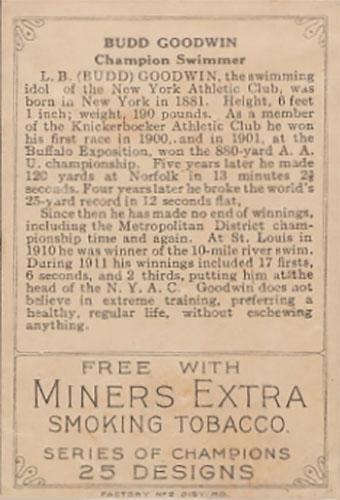 BUDD GOODWIN
Champion Swimmer
L. B. (BUDD) GOODWIN, the swimming
idol of the New York Athletic Club, was
born in New York in 1881. Height, 6 feet
1 inch; weight, 190 pounds. As a member
of the Knickerbocker Athletic Club he won
his first race in 1900, and in 1901, at the
Buffalo Exposition, won the 880-yard A. A.
U. championship. Five years later he made
120 yards at Norfolk in 13 minutes 2⅗
seconds. Four years later he broke the world's
25-yard record in 12 seconds flat.
Since then he has made no end of winnings,
including the Metropolitan District cham-
pionship time and again. At St. Louis in
1910 he was winner of the 10-mile river swim.
During 1911 his winnings included 17 firsts,
6 seconds, and 2 thirds, putting him at the
head of the N. Y. A. C. Goodwin does not
believe in extreme training, preferring a
healthy, regular life, without eschewing
anything.
FREE WITH
MINERS EXTRA
SMOKING TOBACCO.
SERIES OF CHAMPIONS
25 DESIGNS
FACTORY Nº2 DIST. MD.